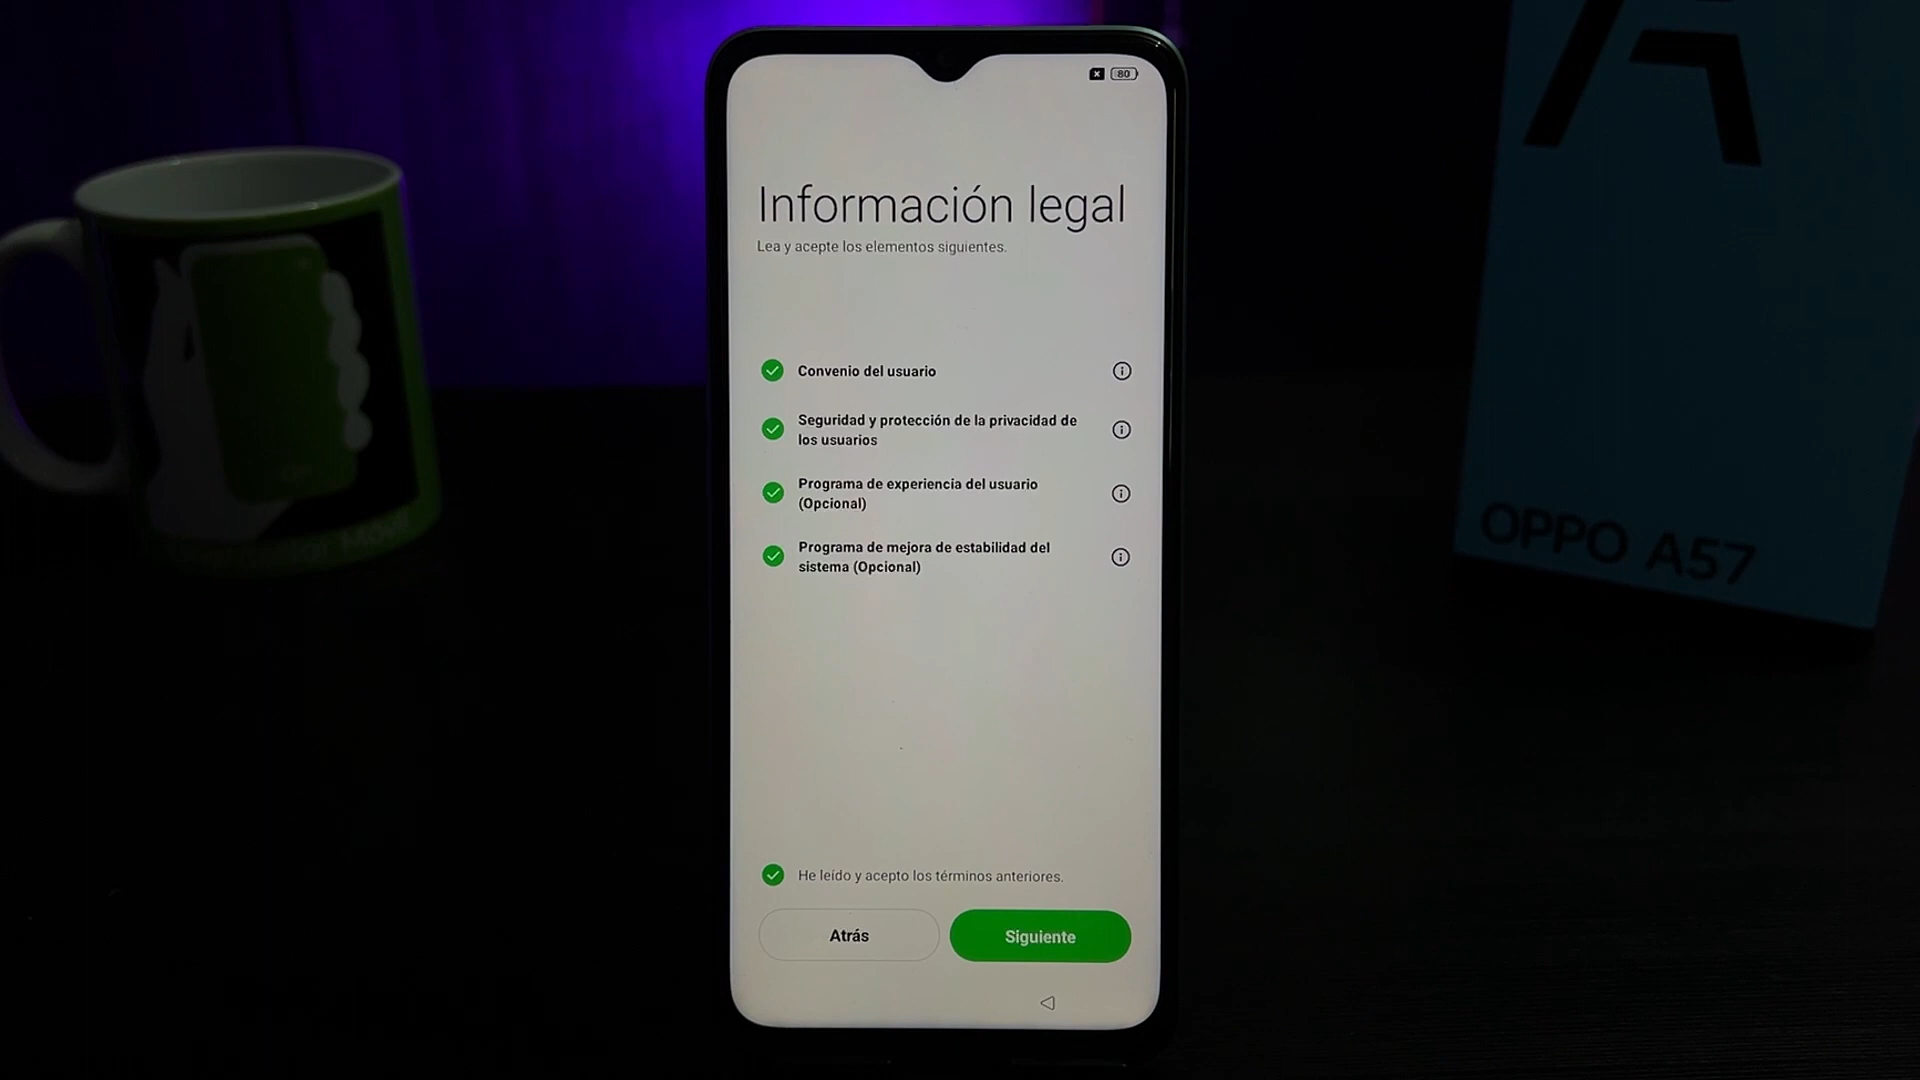 80
Información legal
Lea y acepte los elementos siguientes.
Convenio del usuario
Seguridad y protección de la privacidad de
los usuarios
Programa de experiencia del usuario
(Opcional)
Programa de mejora de estabilidad del
sistema (Opcional)
He leído y acepto los términos anteriores.
Atrás
Siguiente
A
OPPO A57